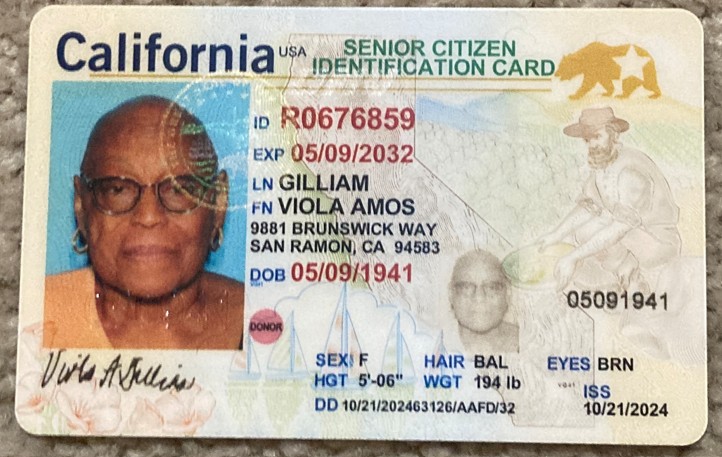 California USA SENIOR CITIZEN
IDENTIFICATION CARD
ID R0676859
EXP 05/09/2032
LN GILLIAM
FN VIOLA AMOS
9881 BRUNSWICK WAY
SAN RAMON, CA 94583
DOB 05/09/1941
05091941
DONOR
SEX F HAIR BAL EYES BRN
HGT 5'-06" WGT 194 lb
ISS
DD 10/21/202463126/AAFD/32 10/21/2024